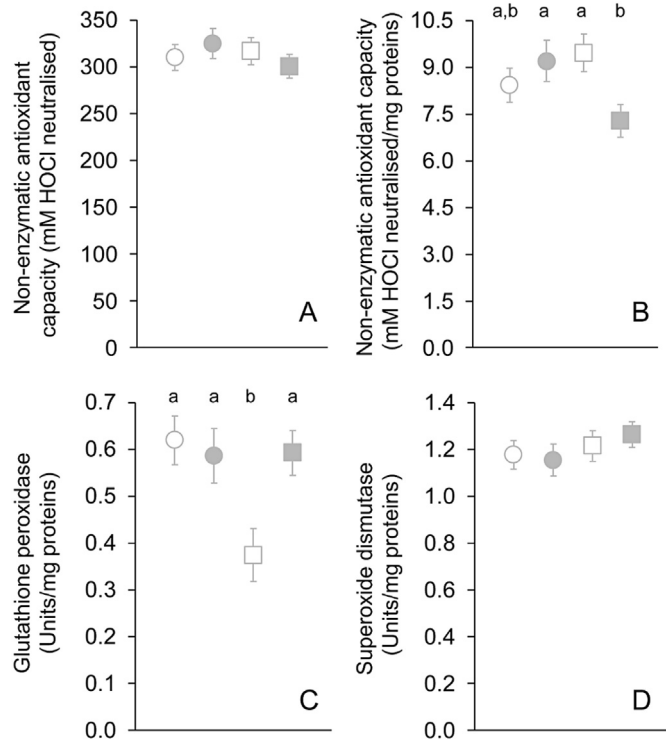 Non-enzymatic antioxidant
capacity (mM HOCl neutralised)
350
300
250
200
150
100
50
0
A
Non-enzymatic antioxidant capacity
(mM HOCl neutralised/mg proteins)
10.5
9.0
7.5
6.0
4.5
3.0
1.5
0.0
a,b a a b
B
Glutathione peroxidase
(Units/mg proteins)
0.7
0.6
0.5
0.4
0.3
0.2
0.1
0.0
a a b a
C
Superoxide dismutase
(Units/mg proteins)
1.4
1.2
1.0
0.8
0.6
0.4
0.2
0.0
D